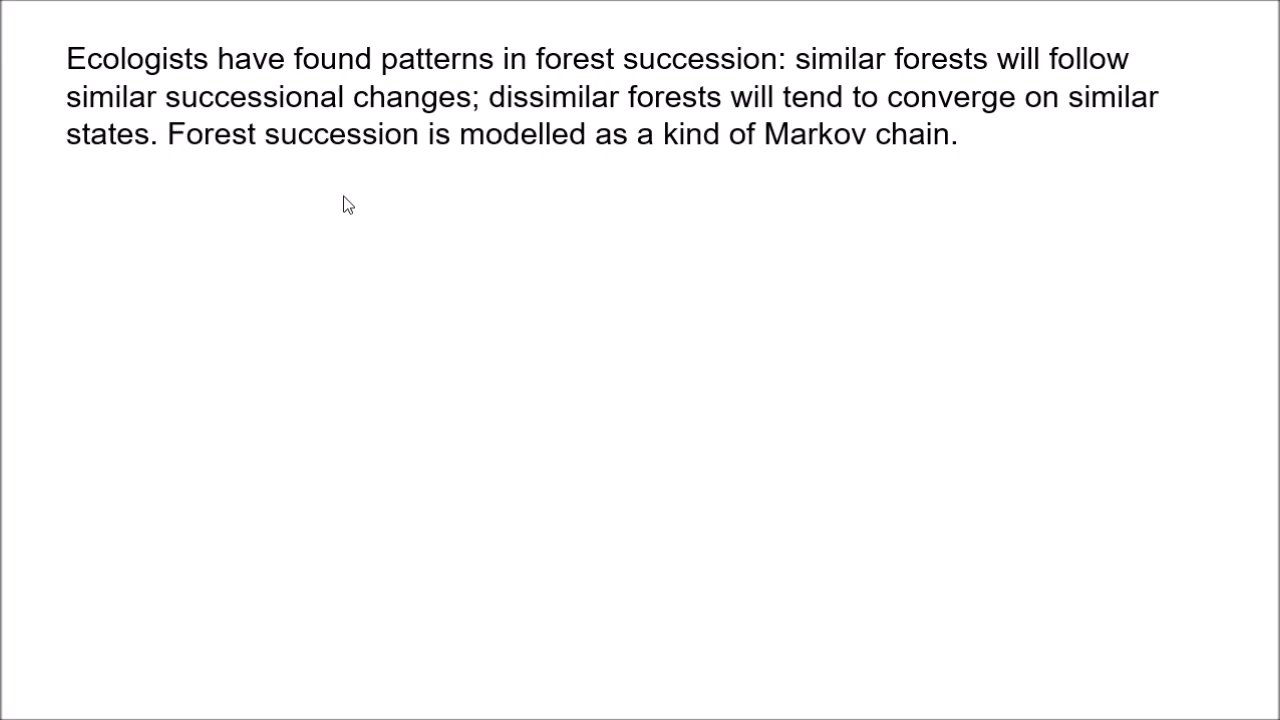 Ecologists have found patterns in forest succession: similar forests will follow
similar successional changes; dissimilar forests will tend to converge on similar
states. Forest succession is modelled as a kind of Markov chain.